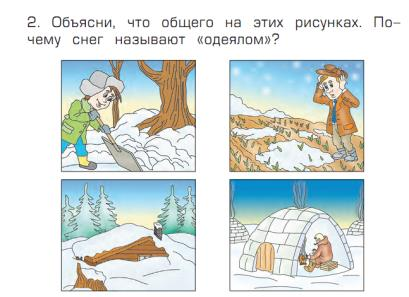 2. Объясни, что общего на этих рисунках. По-
чему снег называют «одеялом»?